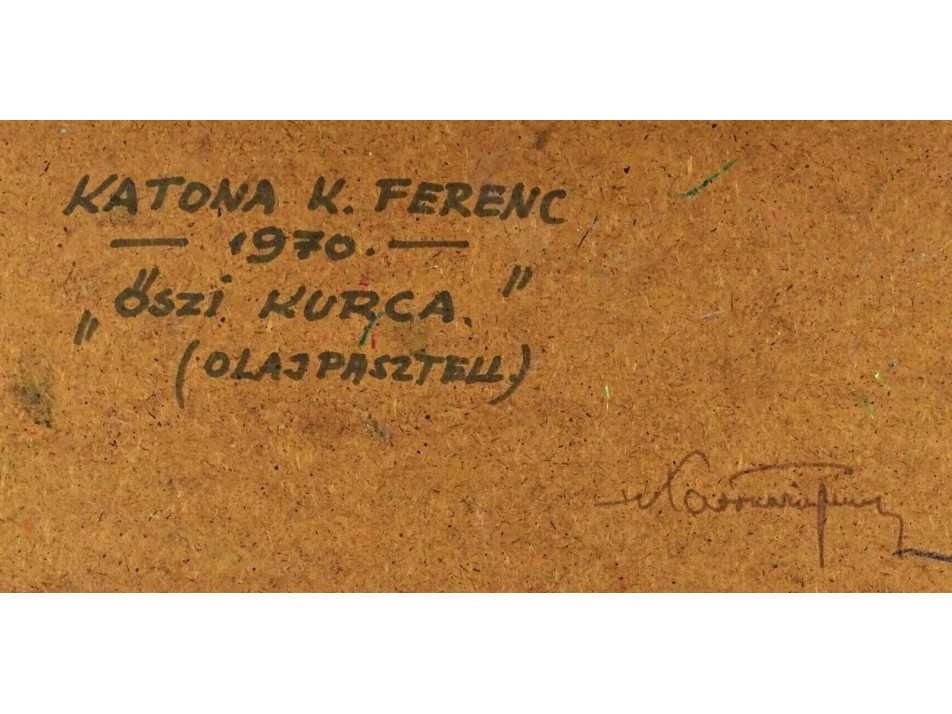 KATONA K. FERENC
— 1970. —
„ŐSZI KURCA.”
(OLAJPASZTELL.)